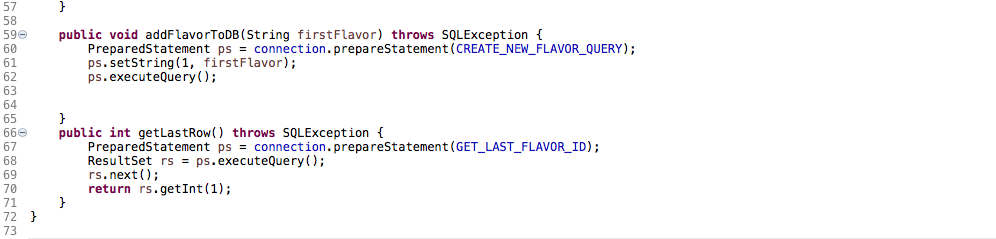 57     }
58
59    public void addFlavorToDB(String firstFlavor) throws SQLException {
60        PreparedStatement ps = connection.prepareStatement(CREATE_NEW_FLAVOR_QUERY);
61        ps.setString(1, firstFlavor);
62        ps.executeQuery();
63
64
65    }
66    public int getLastRow() throws SQLException {
67        PreparedStatement ps = connection.prepareStatement(GET_LAST_FLAVOR_ID);
68        ResultSet rs = ps.executeQuery();
69        rs.next();
70        return rs.getInt(1);
71    }
72 }
73